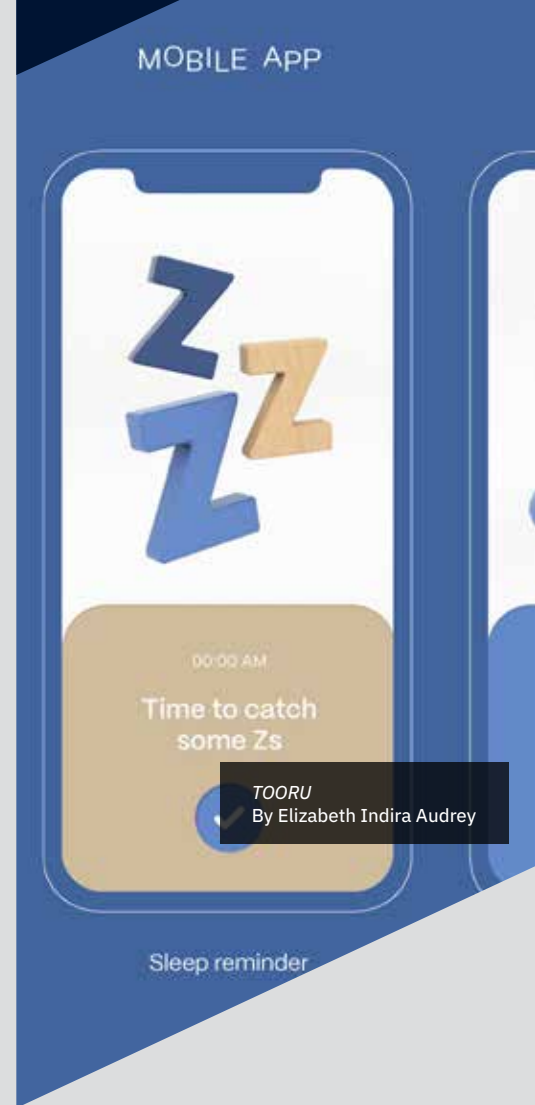 MOBILE APP
Z
Z
Z
00:00 AM
Time to catch
some Zs
TOORU
By Elizabeth Indira Audrey
Sleep reminder